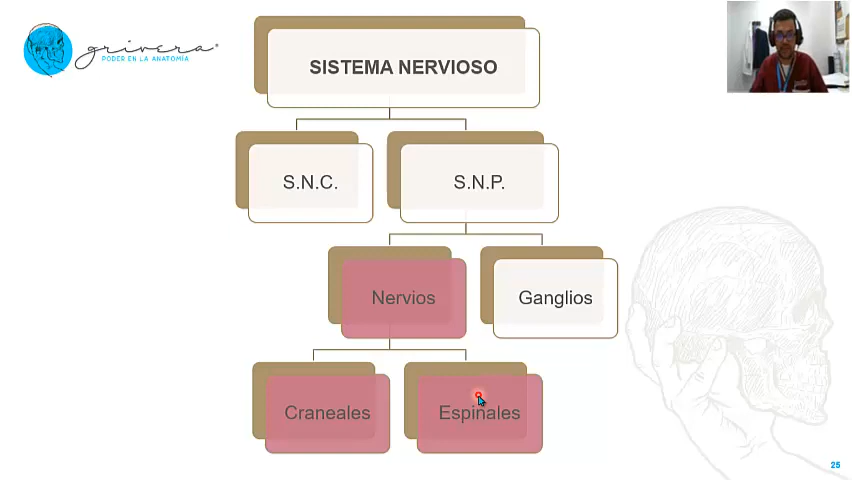 grivera
PODER EN LA ANATOMÍA
SISTEMA NERVIOSO
S.N.C.
S.N.P.
Nervios
Ganglios
Craneales
Espinales
25